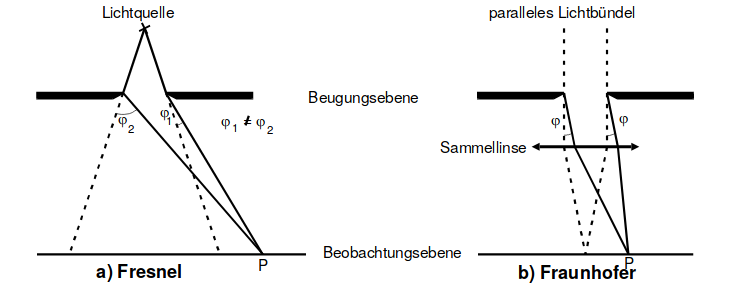 Lichtquelle
paralleles Lichtbündel
Beugungsebene
φ2
φ1
φ1 ≠ φ2
φ
φ
Sammellinse
Beobachtungsebene
P
P
a) Fresnel
b) Fraunhofer